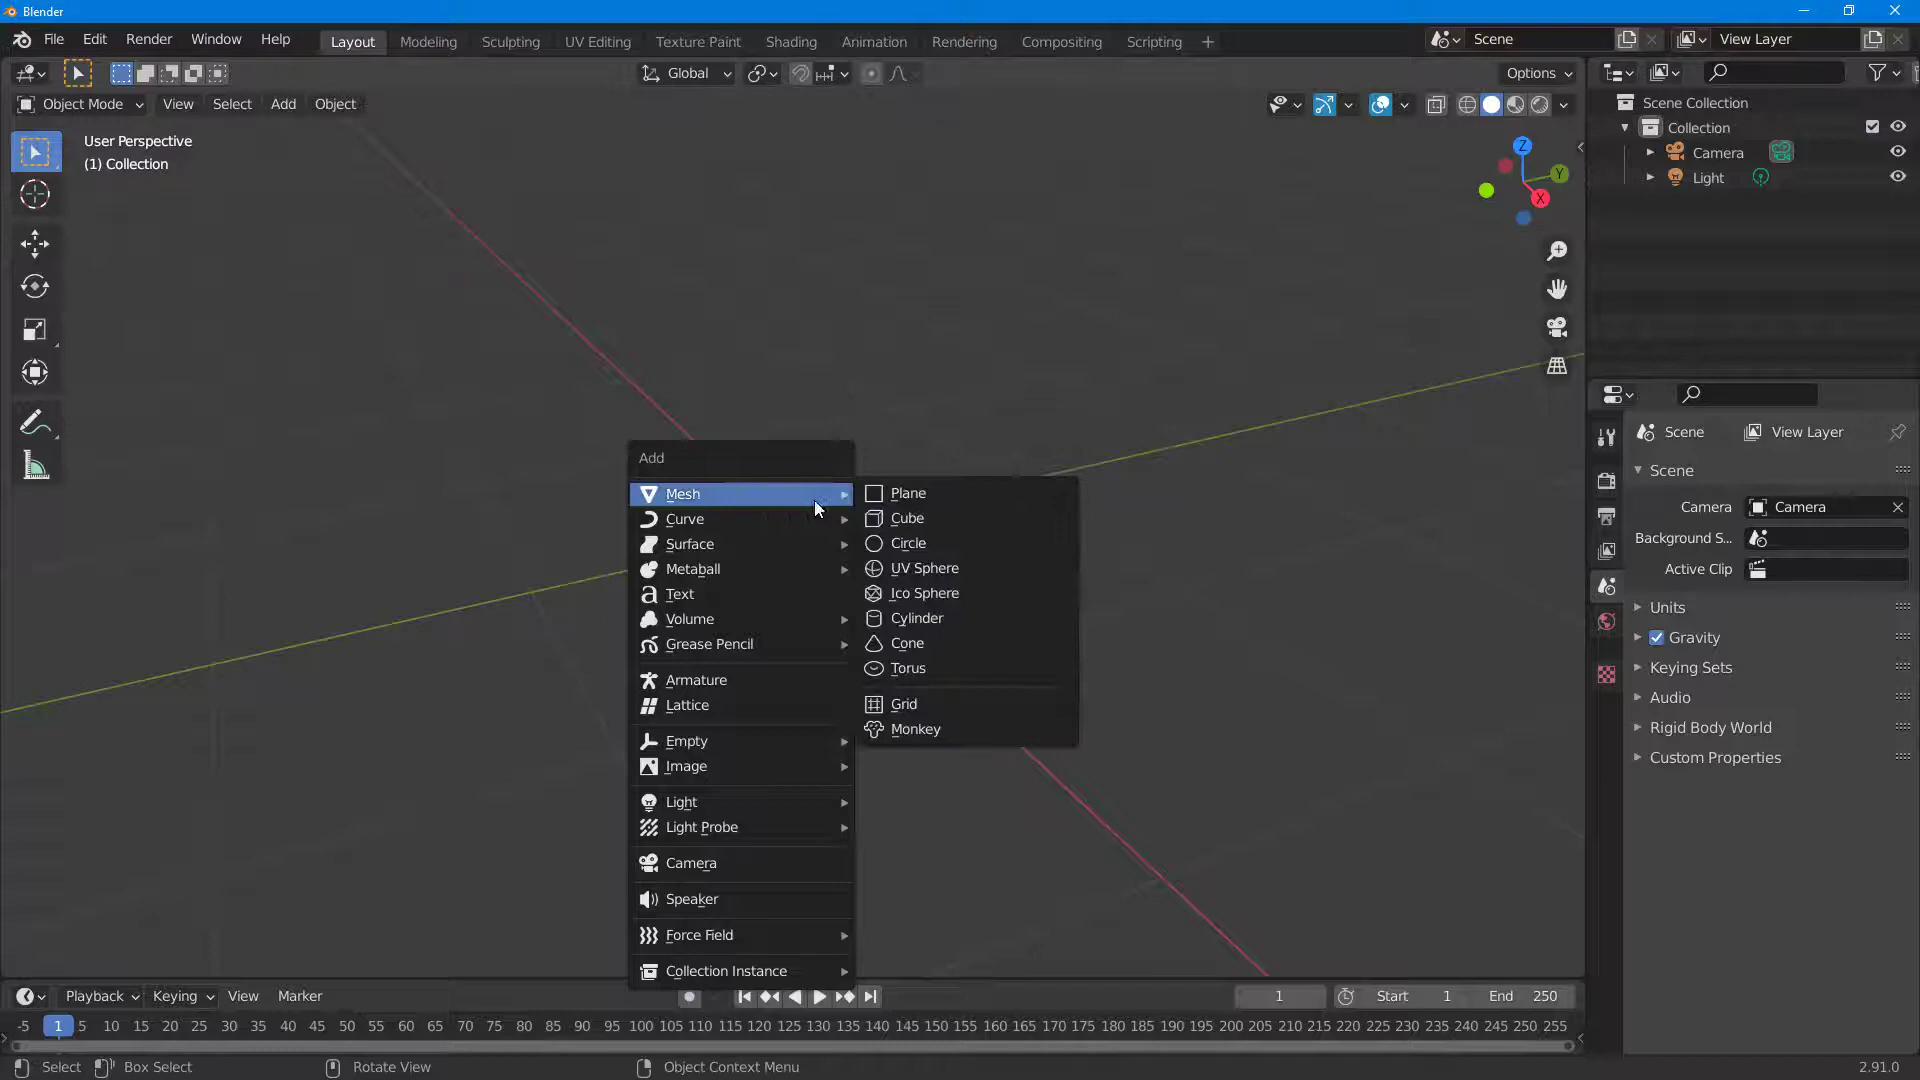 Blender
File Edit Render Window Help Layout Modeling Sculpting UV Editing Texture Paint Shading Animation Rendering Compositing Scripting + Scene View Layer
Global Options
Object Mode View Select Add Object
User Perspective
(1) Collection
Z
Y
X
Scene Collection
Collection
Camera
Light
Add
Mesh
Curve
Surface
Metaball
Text
Volume
Grease Pencil
Armature
Lattice
Empty
Image
Light
Light Probe
Camera
Speaker
Force Field
Collection Instance
Plane
Cube
Circle
UV Sphere
Ico Sphere
Cylinder
Cone
Torus
Grid
Monkey
Scene View Layer
Scene
Camera Camera
Background S...
Active Clip
Units
Gravity
Keying Sets
Audio
Rigid Body World
Custom Properties
Playback Keying View Marker 1 Start 1 End 250
-5 1 5 10 15 20 25 30 35 40 45 50 55 60 65 70 75 80 85 90 95 100 105 110 115 120 125 130 135 140 145 150 155 160 165 170 175 180 185 190 195 200 205 210 215 220 225 230 235 240 245 250 255
Select Box Select Rotate View Object Context Menu 2.91.0